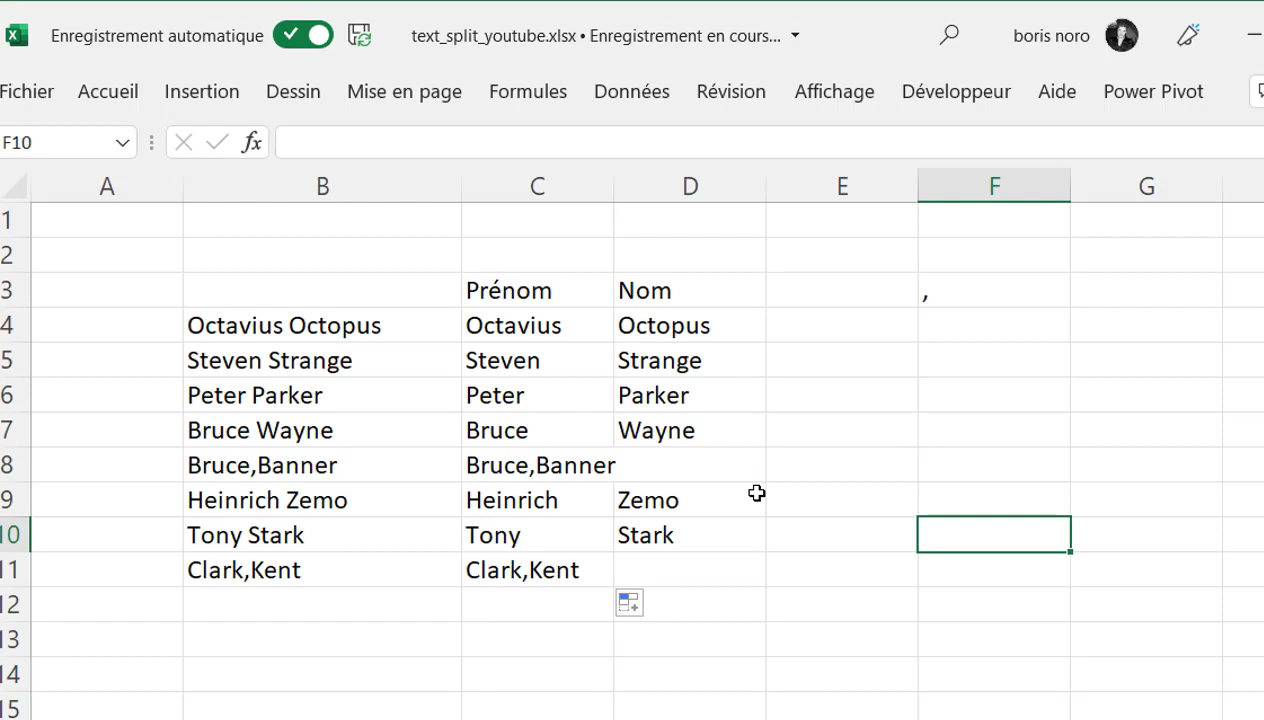 Enregistrement automatique text_split_youtube.xlsx • Enregistrement en cours... boris noro
Fichier Accueil Insertion Dessin Mise en page Formules Données Révision Affichage Développeur Aide Power Pivot
F10 fx
A B C D E F G
1
2
3 Prénom Nom ,
4 Octavius Octopus Octavius Octopus
5 Steven Strange Steven Strange
6 Peter Parker Peter Parker
7 Bruce Wayne Bruce Wayne
8 Bruce,Banner Bruce,Banner
9 Heinrich Zemo Heinrich Zemo
10 Tony Stark Tony Stark
11 Clark,Kent Clark,Kent
12
13
14
15